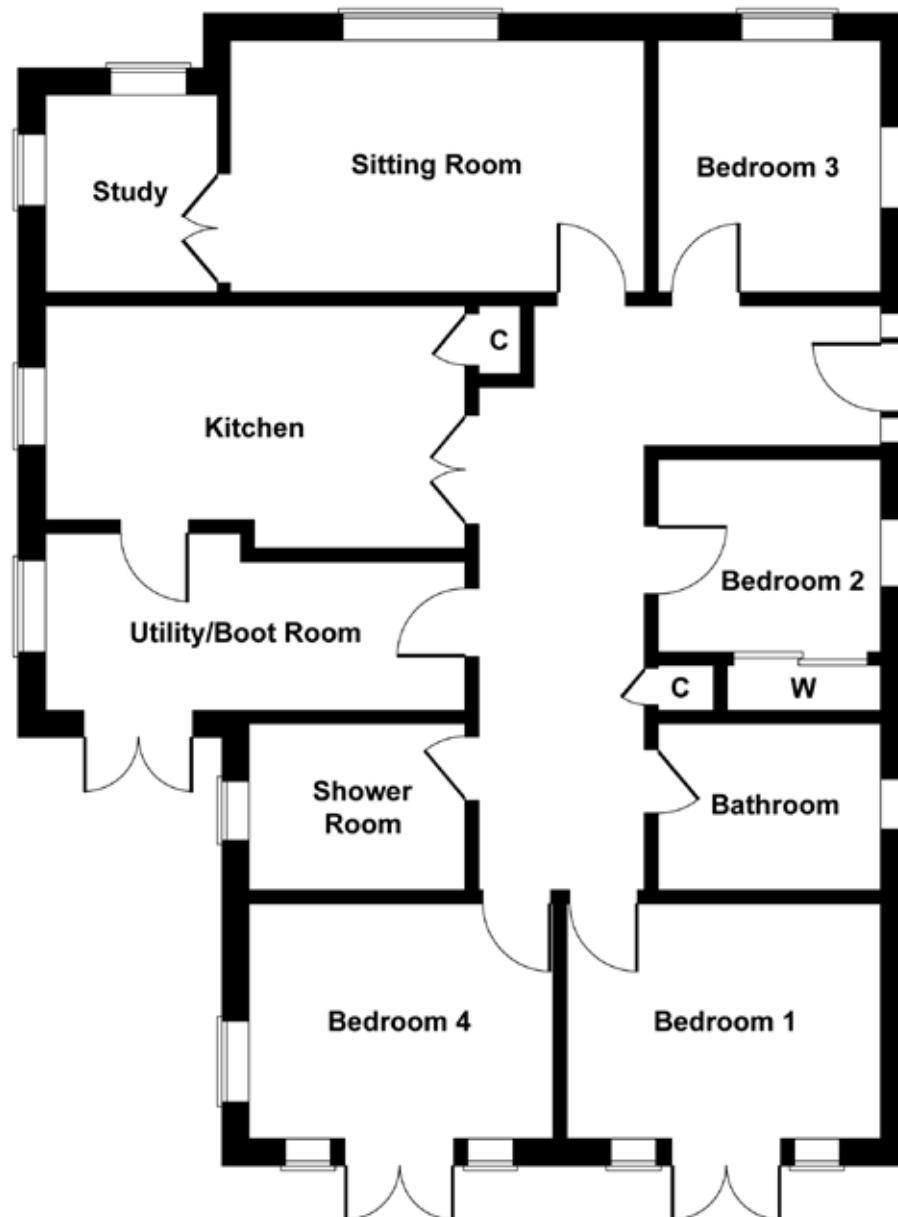 Sitting Room
Bedroom 3
Study
C
Kitchen
Bedroom 2
Utility/Boot Room
C
W
Shower
Room
Bathroom
Bedroom 4
Bedroom 1